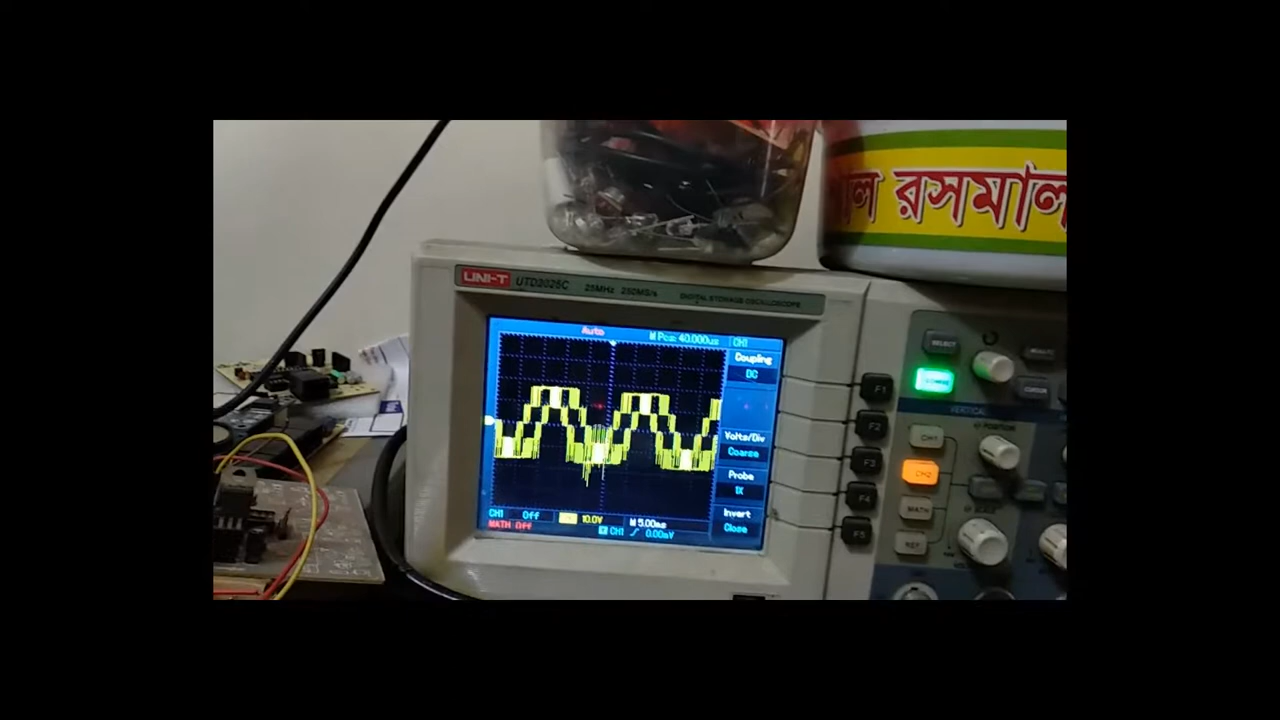 াল রসমাল
UNI-T UTD2025C 25MHz 250MS/s DIGITAL STORAGE OSCILLOSCOPE
Auto M Pos: 40.000us CH1
Coupling
DC
Volts/Div
Coarse
Probe
1X
Invert
Close
CH1 Off 10.0V M 5.00ms
MATH Off CH1 0.00mV
F1
F2
F3
F4
F5
SELECT
CURSOR
VERTICAL
POSITION
CH1
CH2
MATH
REF